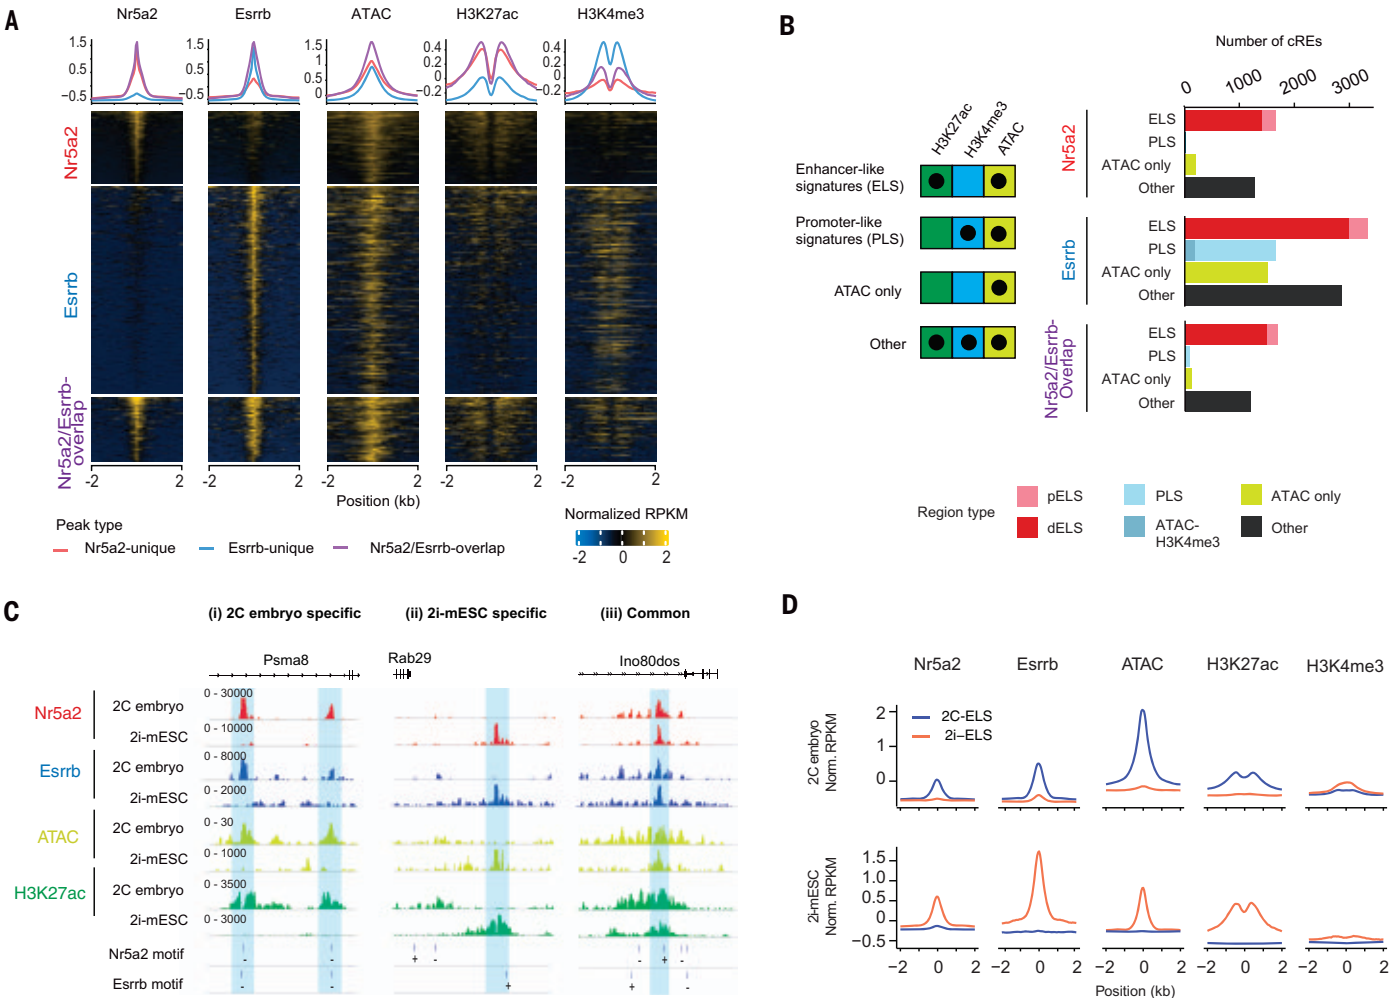 A
Nr5a2 Esrrb ATAC H3K27ac H3K4me3
1.5 1.5 1.5 0.4 0.4
0.5 0.5 1 0.2 0.2
0.5 0 0
−0.5 −0.5 0 −0.2 −0.2
Nr5a2
Esrrb
Nr5a2/Esrrb-
overlap
-2 2 -2 2 -2 2 -2 2 -2 2
Position (kb)
Peak type
Nr5a2-unique Esrrb-unique Nr5a2/Esrrb-overlap
Normalized RPKM
-2 0 2
B
Number of cREs
0 1000 2000 3000
H3K27ac H3K4me3 ATAC
Enhancer-like
signatures (ELS)
Promoter-like
signatures (PLS)
ATAC only
Other
Nr5a2
ELS
PLS
ATAC only
Other
Esrrb
ELS
PLS
ATAC only
Other
Nr5a2/Esrrb-
Overlap
ELS
PLS
ATAC only
Other
Region type
pELS PLS ATAC only
dELS ATAC-
H3K4me3 Other
C
(i) 2C embryo specific (ii) 2i-mESC specific (iii) Common
Psma8 Rab29 Ino80dos
Nr5a2 2C embryo 0 - 30000
2i-mESC 0 - 10000
Esrrb 2C embryo 0 - 8000
2i-mESC 0 - 2000
ATAC 2C embryo 0 - 30
2i-mESC 0 - 1000
H3K27ac 2C embryo 0 - 3500
2i-mESC 0 - 3000
Nr5a2 motif - - + - - + -
Esrrb motif - - + + -
D
Nr5a2 Esrrb ATAC H3K27ac H3K4me3
2C embryo
Norm. RPKM
2
1
0
2C-ELS
2i−ELS
2i-mESC
Norm. RPKM
1.5
1.0
0.5
0
−0.5
−2 0 2 −2 0 2 −2 0 2 −2 0 2 −2 0 2
Position (kb)